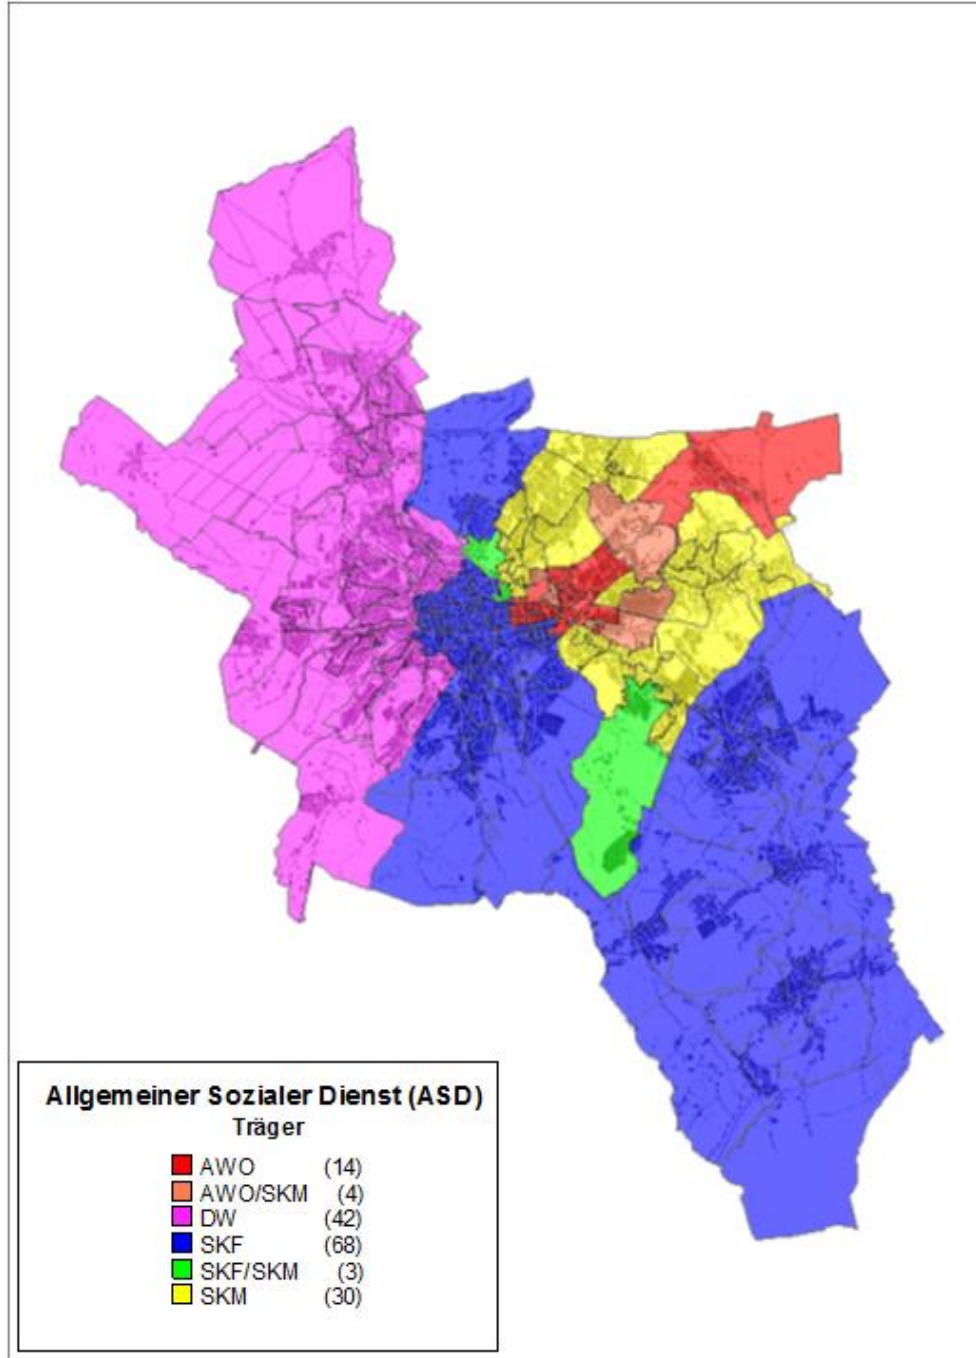 Allgemeiner Sozialer Dienst (ASD)
Träger
AWO (14)
AWO/SKM (4)
DW (42)
SKF (68)
SKF/SKM (3)
SKM (30)